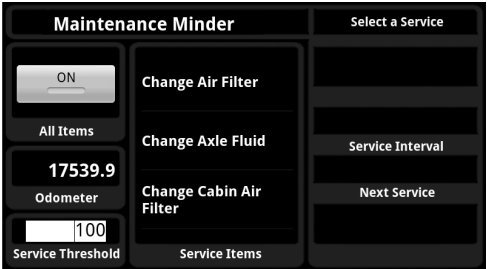 Maintenance Minder
Select a Service
ON
All Items
17539.9
Odometer
100
Service Threshold
Change Air Filter
Change Axle Fluid
Change Cabin Air
Filter
Service Items
Service Interval
Next Service